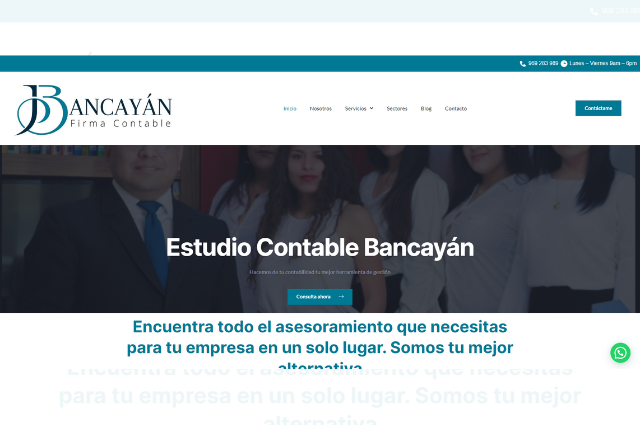 969 263 989 Lunes – Viernes 8am – 6pm
BANCAYÁN
Firma Contable
Inicio Nosotros Servicios Sectores Blog Contacto
Contáctame
Estudio Contable Bancayán
Hacemos de tu contabilidad tu mejor herramienta de gestión
Consulta ahora →
Encuentra todo el asesoramiento que necesitas
para tu empresa en un solo lugar. Somos tu mejor
alternativa
Encuentra todo el asesoramiento que necesitas
para tu empresa en un solo lugar. Somos tu mejor
alternativa